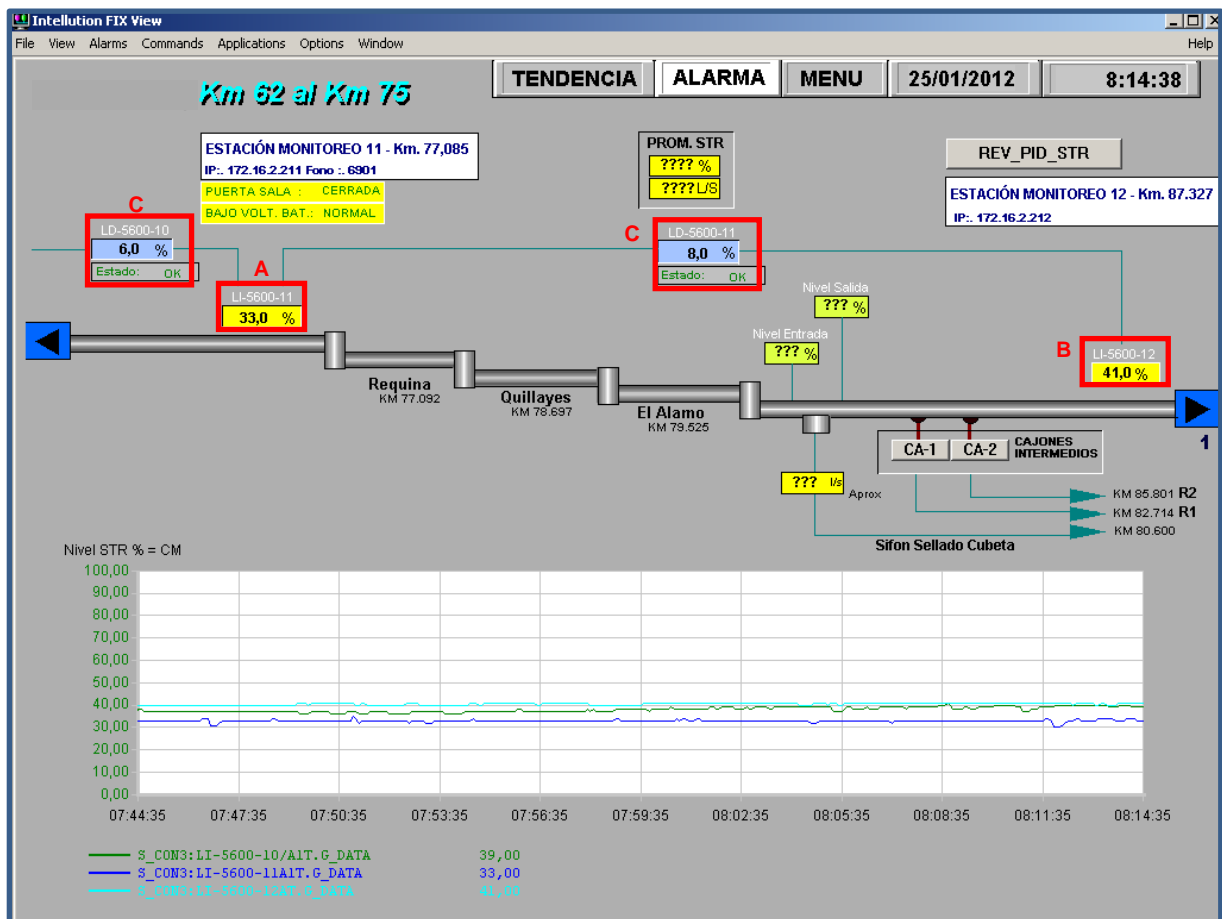 Intellution FIX View
File View Alarms Commands Applications Options Window Help
Km 62 al Km 75
TENDENCIA ALARMA MENU 25/01/2012 8:14:38
ESTACIÓN MONITOREO 11 - Km. 77,085
IP:. 172.16.2.211 Fono :. 6901
PUERTA SALA : CERRADA
BAJO VOLT. BAT.: NORMAL
PROM. STR
???? %
???? L/S
REV_PID_STR
ESTACIÓN MONITOREO 12 - Km. 87.327
IP:. 172.16.2.212
C
LD-5600-10
6,0 %
Estado: OK
A
LI-5600-11
33,0 %
C
LD-5600-11
8,0 %
Estado: OK
Nivel Salida
??? %
Nivel Entrada
??? %
B
LI-5600-12
41,0 %
Requina
KM 77.092
Quillayes
KM 78.697
El Alamo
KM 79.525
1
CA-1 CA-2 CAJONES
INTERMEDIOS
??? l/s Aprox
KM 85.801 R2
KM 82.714 R1
KM 80.600
Sifon Sellado Cubeta
Nivel STR % = CM
100,00
90,00
80,00
70,00
60,00
50,00
40,00
30,00
20,00
10,00
0,00
07:44:35 07:47:35 07:50:35 07:53:35 07:56:35 07:59:35 08:02:35 08:05:35 08:08:35 08:11:35 08:14:35
S_CON3:LI-5600-10/A1T.G_DATA 39,00
S_CON3:LI-5600-11A1T.G_DATA 33,00
S_CON3:LI-5600-12AT.G_DATA 41,00